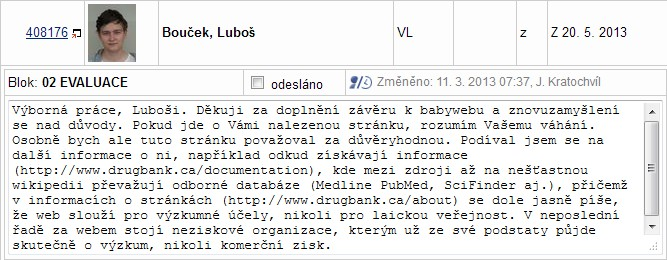 408176 Bouček, Luboš VL z Z 20. 5. 2013
Blok: 02 EVALUACE odesláno Změněno: 11. 3. 2013 07:37, J. Kratochvíl
Výborná práce, Luboši. Děkuji za doplnění závěru k babywebu a znovuzamyšlení
se nad důvody. Pokud jde o Vámi nalezenou stránku, rozumím Vašemu váhání.
Osobně bych ale tuto stránku považoval za důvěryhodnou. Podíval jsem se na
další informace o ni, například odkud získávají informace
(http://www.drugbank.ca/documentation), kde mezi zdroji až na nešťastnou
wikipedii převažují odborné databáze (Medline PubMed, SciFinder aj.), přičemž
v informacích o stránkách (http://www.drugbank.ca/about) se dole jasně píše,
že web slouží pro výzkumné účely, nikoli pro laickou veřejnost. V neposlední
řadě za webem stojí neziskové organizace, kterým už ze své podstaty půjde
skutečně o výzkum, nikoli komerční zisk.